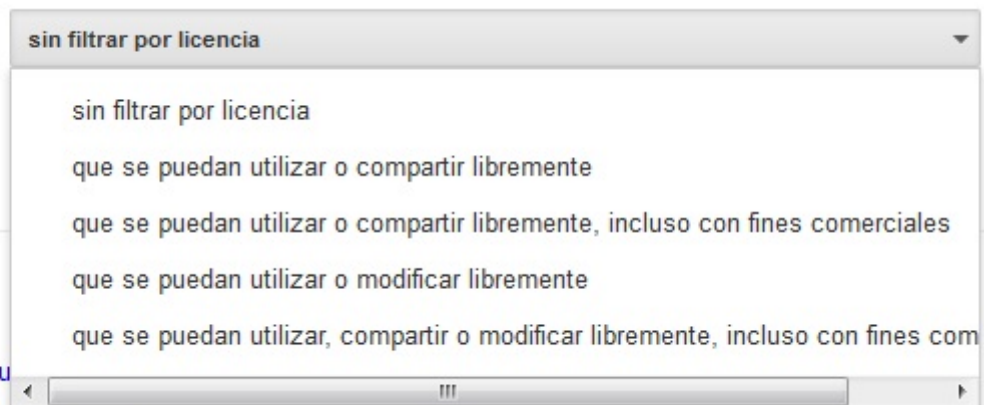 sin filtrar por licencia
sin filtrar por licencia
que se puedan utilizar o compartir libremente
que se puedan utilizar o compartir libremente, incluso con fines comerciales
que se puedan utilizar o modificar libremente
que se puedan utilizar, compartir o modificar libremente, incluso con fines com